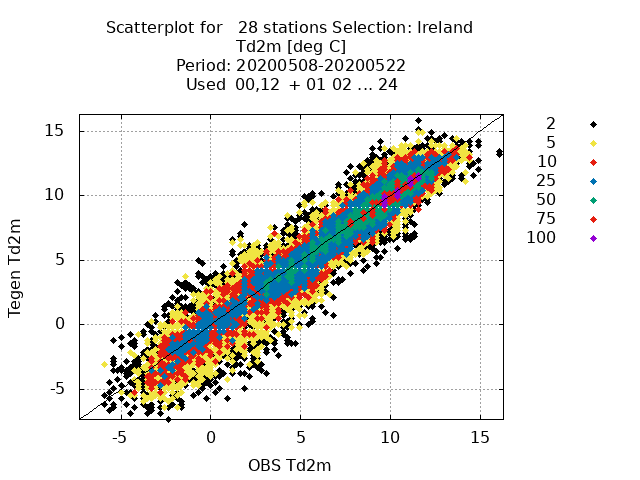 Scatterplot for 28 stations Selection: Ireland
Td2m [deg C]
Period: 20200508-20200522
Used 00,12 + 01 02 ... 24
15
10
5
0
-5
Tegen Td2m
-5 0 5 10 15
OBS Td2m
2
5
10
25
50
75
100